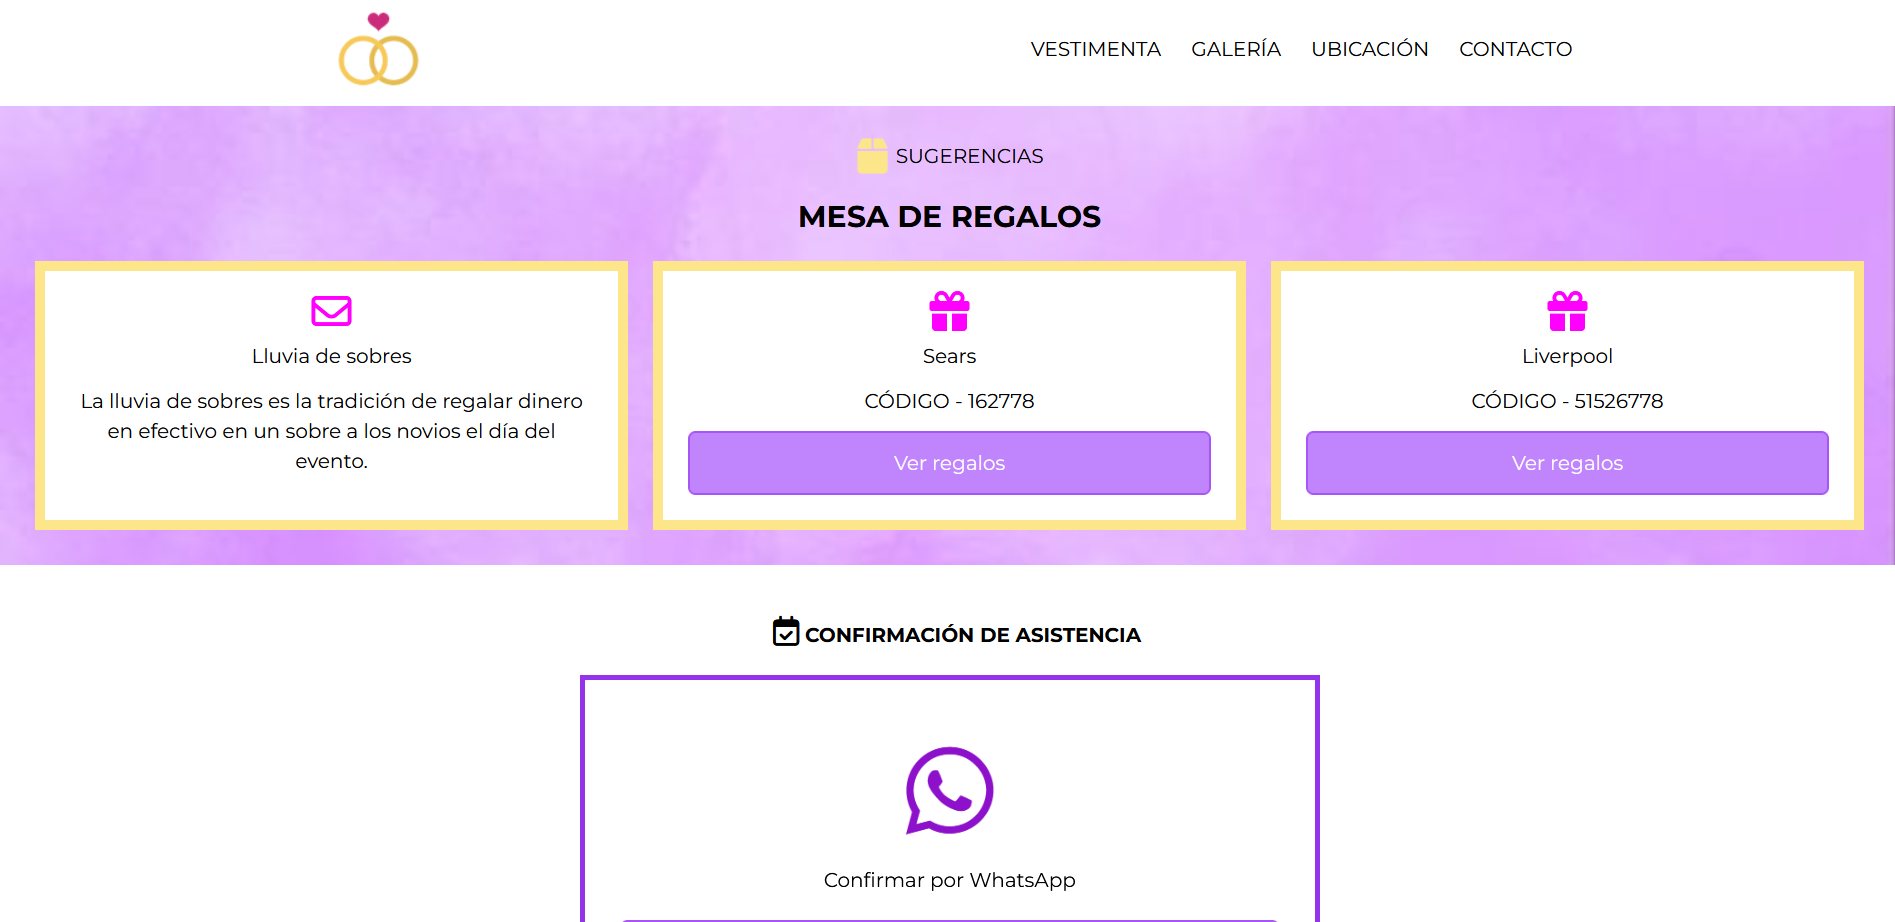 VESTIMENTA GALERÍA UBICACIÓN CONTACTO
SUGERENCIAS
MESA DE REGALOS
Lluvia de sobres
La lluvia de sobres es la tradición de regalar dinero
en efectivo en un sobre a los novios el día del
evento.
Sears
CÓDIGO - 162778
Ver regalos
Liverpool
CÓDIGO - 51526778
Ver regalos
CONFIRMACIÓN DE ASISTENCIA
Confirmar por WhatsApp